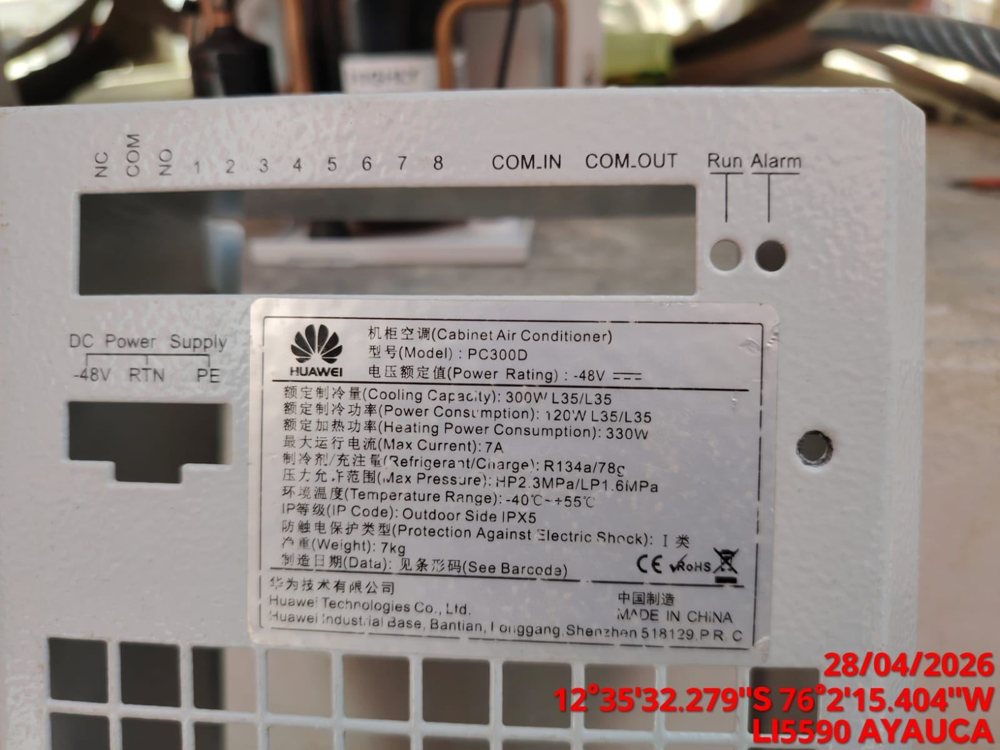 NC COM NO 1 2 3 4 5 6 7 8 COM-IN COM-OUT Run Alarm
DC Power Supply
-48V RTN PE
HUAWEI
机柜空调(Cabinet Air Conditioner)
型号(Model) : PC300D
电压额定值(Power Rating) : -48V
额定制冷量(Cooling Capacity): 300W L35/L35
额定制冷功率(Power Consumption): 120W L35/L35
额定加热功率(Heating Power Consumption): 330W
最大运行电流(Max Current): 7A
制冷剂/充注量(Refrigerant/Charge): R134a/78g
压力允许范围(Max Pressure): HP2.3MPa/LP1.6MPa
环境温度(Temperature Range): -40℃~+55℃
IP等级(IP Code): Outdoor Side IPX5
防触电保护类型(Protection Against Electric Shock): I 类
净重(Weight): 7kg
制造日期(Data): 见条形码(See Barcode)
CE RoHS
华为技术有限公司
Huawei Technologies Co., Ltd.
Huawei Industrial Base, Bantian, Longgang,Shenzhen 518129,P.R. C
中国制造
MADE IN CHINA
28/04/2026
12°35'32.279"S 76°2'15.404"W
LI5590 AYAUCA